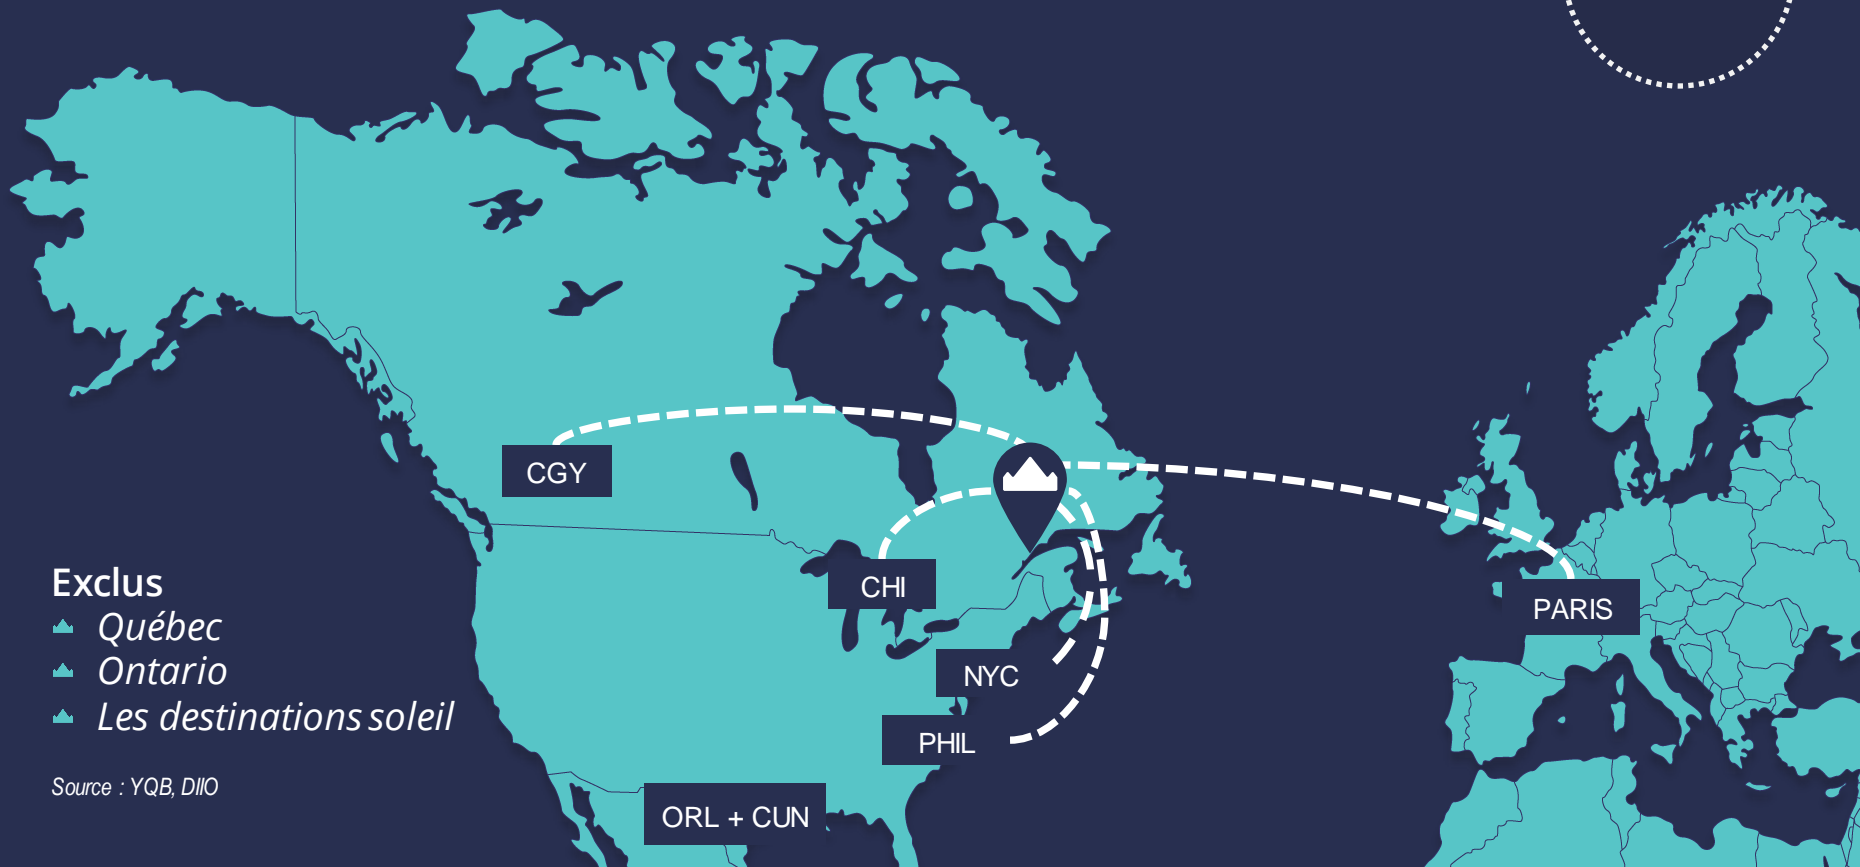 CGY
CHI
PARIS
NYC
PHIL
ORL + CUN
Exclus
Québec
Ontario
Les destinations soleil
Source : YQB, DIIO